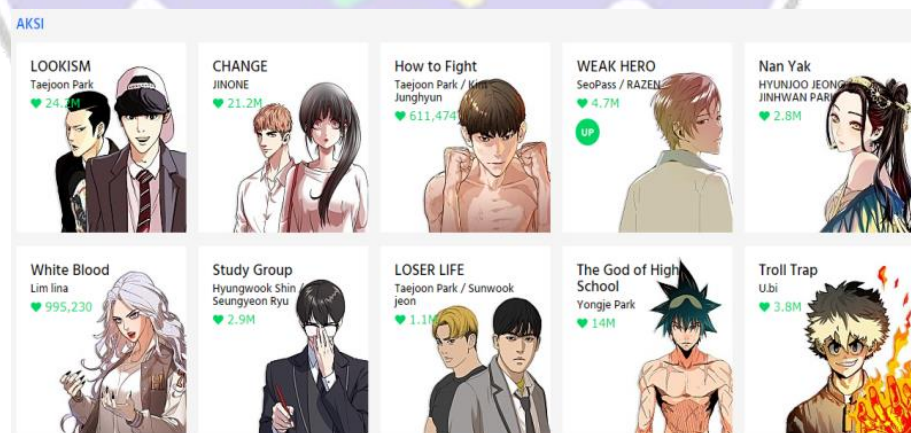 AKSI
LOOKISM
Taejoon Park
24.2M
CHANGE
JINONE
21.2M
How to Fight
Taejoon Park / Kim
Junghyun
611,474
WEAK HERO
SeoPass / RAZEN
4.7M
UP
Nan Yak
HYUNJOO JEONG
JINHWAN PARK
2.8M
White Blood
Lim lina
995,230
Study Group
Hyungwook Shin /
Seungyeon Ryu
2.9M
LOSER LIFE
Taejoon Park / Sunwook
jeon
1.1M
The God of High
School
Yongje Park
14M
Troll Trap
U.bi
3.8M